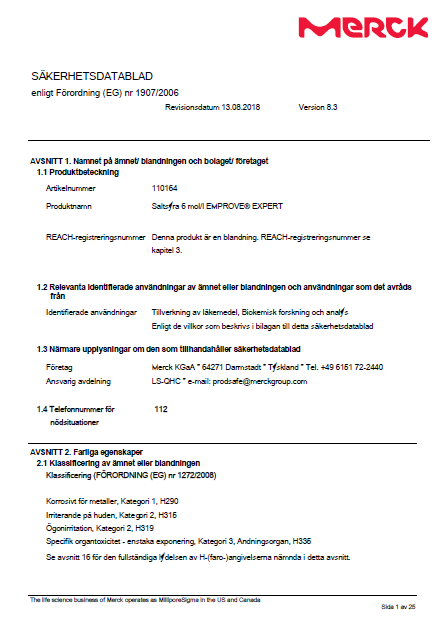 MERCK
SÄKERHETSDATABLAD
enligt Förordning (EG) nr 1907/2006
Revisionsdatum 13.08.2018 Version 8.3
AVSNITT 1. Namnet på ämnet/ blandningen och bolaget/ företaget
1.1 Produktbeteckning
Artikelnummer 110164
Produktnamn Saltsyra 6 mol/l EMPROVE® EXPERT
REACH-registreringsnummer Denna produkt är en blandning. REACH-registreringsnummer se
kapitel 3.
1.2 Relevanta identifierade användningar av ämnet eller blandningen och användningar som det avråds
från
Identifierade användningar Tillverkning av läkemedel, Biokemisk forskning och analys
Enligt de villkor som beskrivs i bilagan till detta säkerhetsdatablad
1.3 Närmare upplysningar om den som tillhandahåller säkerhetsdatablad
Företag Merck KGaA * 64271 Darmstadt * Tyskland * Tel. +49 6151 72-2440
Ansvarig avdelning LS-QHC * e-mail: prodsafe@merckgroup.com
1.4 Telefonnummer för 112
nödsituationer
AVSNITT 2. Farliga egenskaper
2.1 Klassificering av ämnet eller blandningen
Klassificering (FÖRORDNING (EG) nr 1272/2008)
Korrosivt för metaller, Kategori 1, H290
Irriterande på huden, Kategori 2, H315
Ögonirritation, Kategori 2, H319
Specifik organtoxicitet - enstaka exponering, Kategori 3, Andningsorgan, H335
Se avsnitt 16 för den fullständiga lydelsen av H-(faro-)angivelserna nämnda i detta avsnitt.
The life science business of Merck operates as MilliporeSigma in the US and Canada
Sida 1 av 25